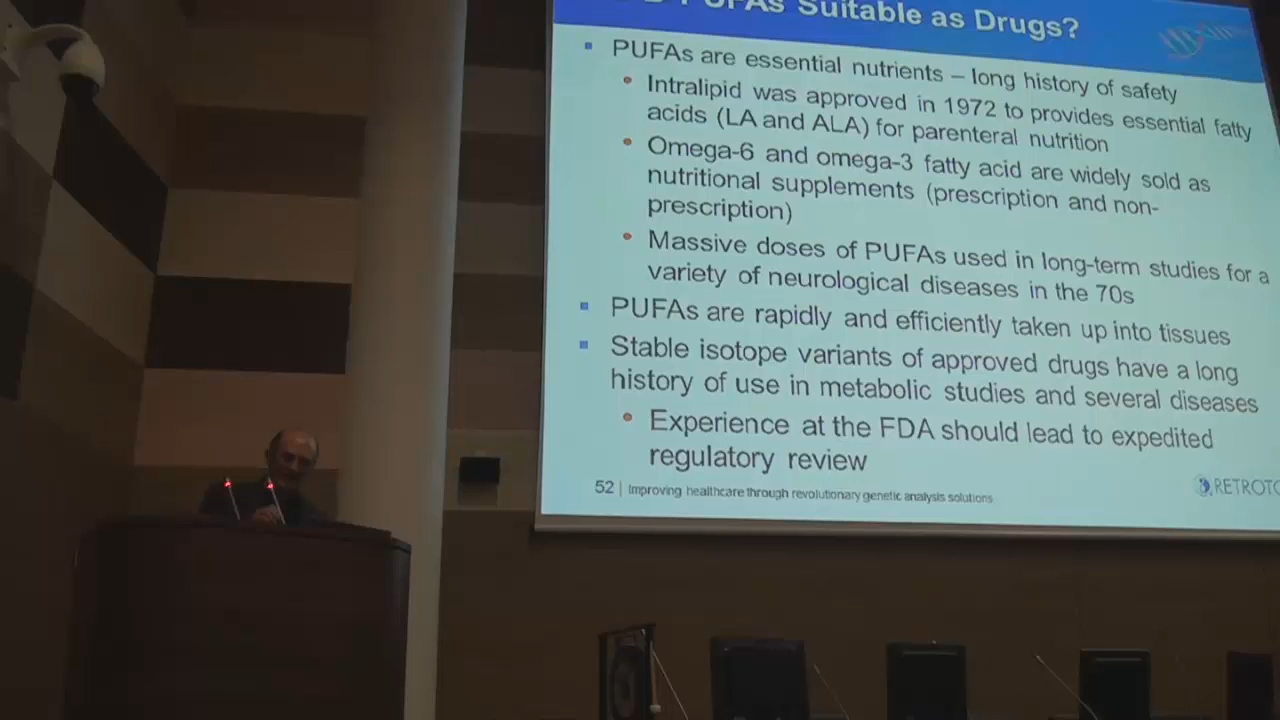 PUFAs Suitable as Drugs?
PUFAs are essential nutrients – long history of safety
Intralipid was approved in 1972 to provides essential fatty
acids (LA and ALA) for parenteral nutrition
Omega-6 and omega-3 fatty acid are widely sold as
nutritional supplements (prescription and non-
prescription)
Massive doses of PUFAs used in long-term studies for a
variety of neurological diseases in the 70s
PUFAs are rapidly and efficiently taken up into tissues
Stable isotope variants of approved drugs have a long
history of use in metabolic studies and several diseases
Experience at the FDA should lead to expedited
regulatory review
52 | Improving healthcare through revolutionary genetic analysis solutions
RETROTO